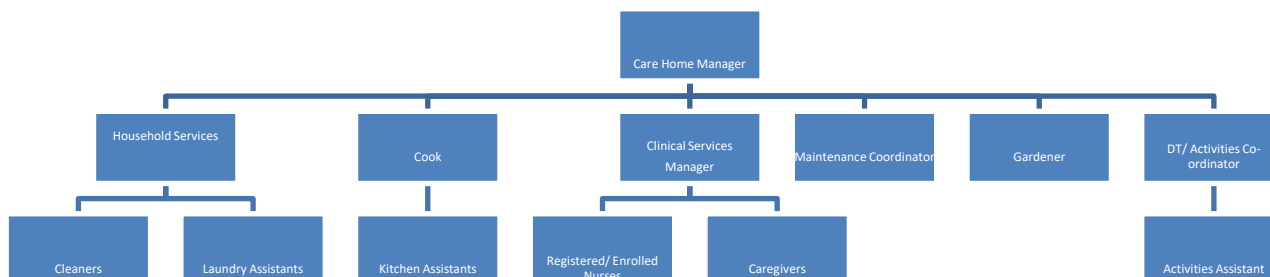 Care Home Manager
Household Services
Cook
Clinical Services
Manager
Maintenance Coordinator
Gardener
DT/ Activities Co-
ordinator
Cleaners
Laundry Assistants
Kitchen Assistants
Registered/ Enrolled
Nurses
Caregivers
Activities Assistant